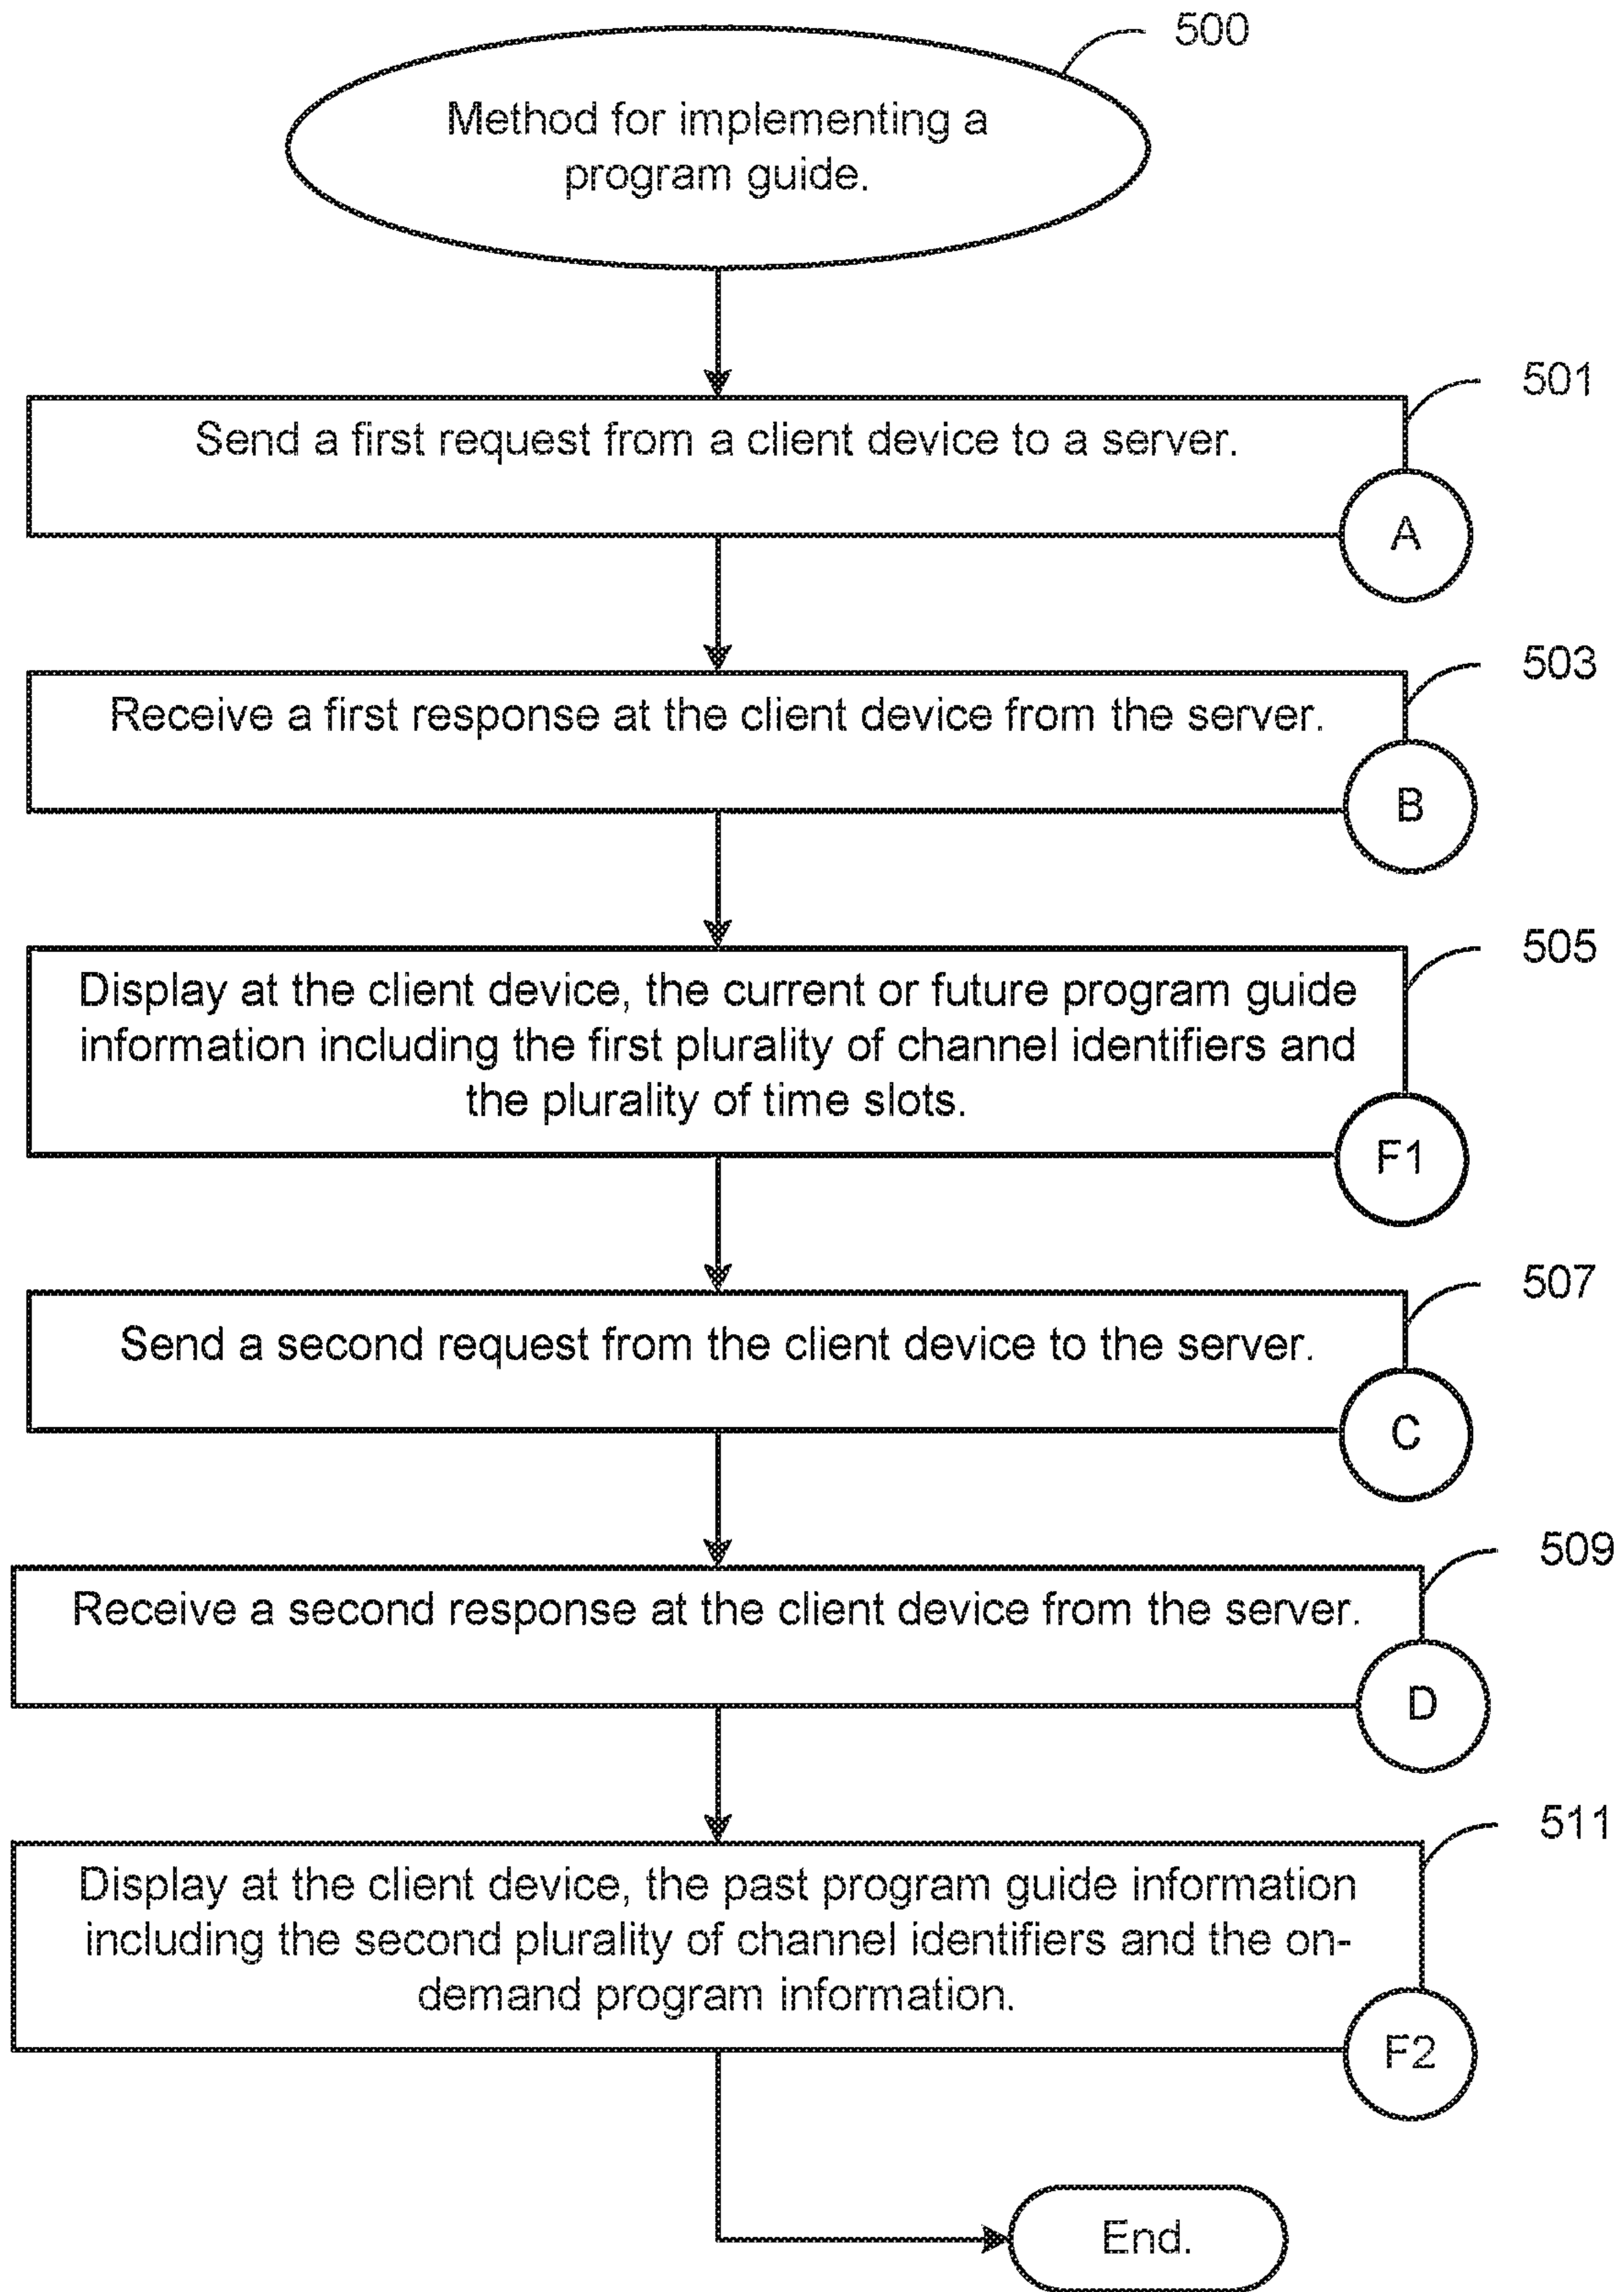 500
Method for implementing a
program guide.
501
Send a first request from a client device to a server.
A
503
Receive a first response at the client device from the server.
B
505
Display at the client device, the current or future program guide
information including the first plurality of channel identifiers and
the plurality of time slots.
F1
507
Send a second request from the client device to the server.
C
509
Receive a second response at the client device from the server.
D
511
Display at the client device, the past program guide information
including the second plurality of channel identifiers and the on-
demand program information.
F2
End.